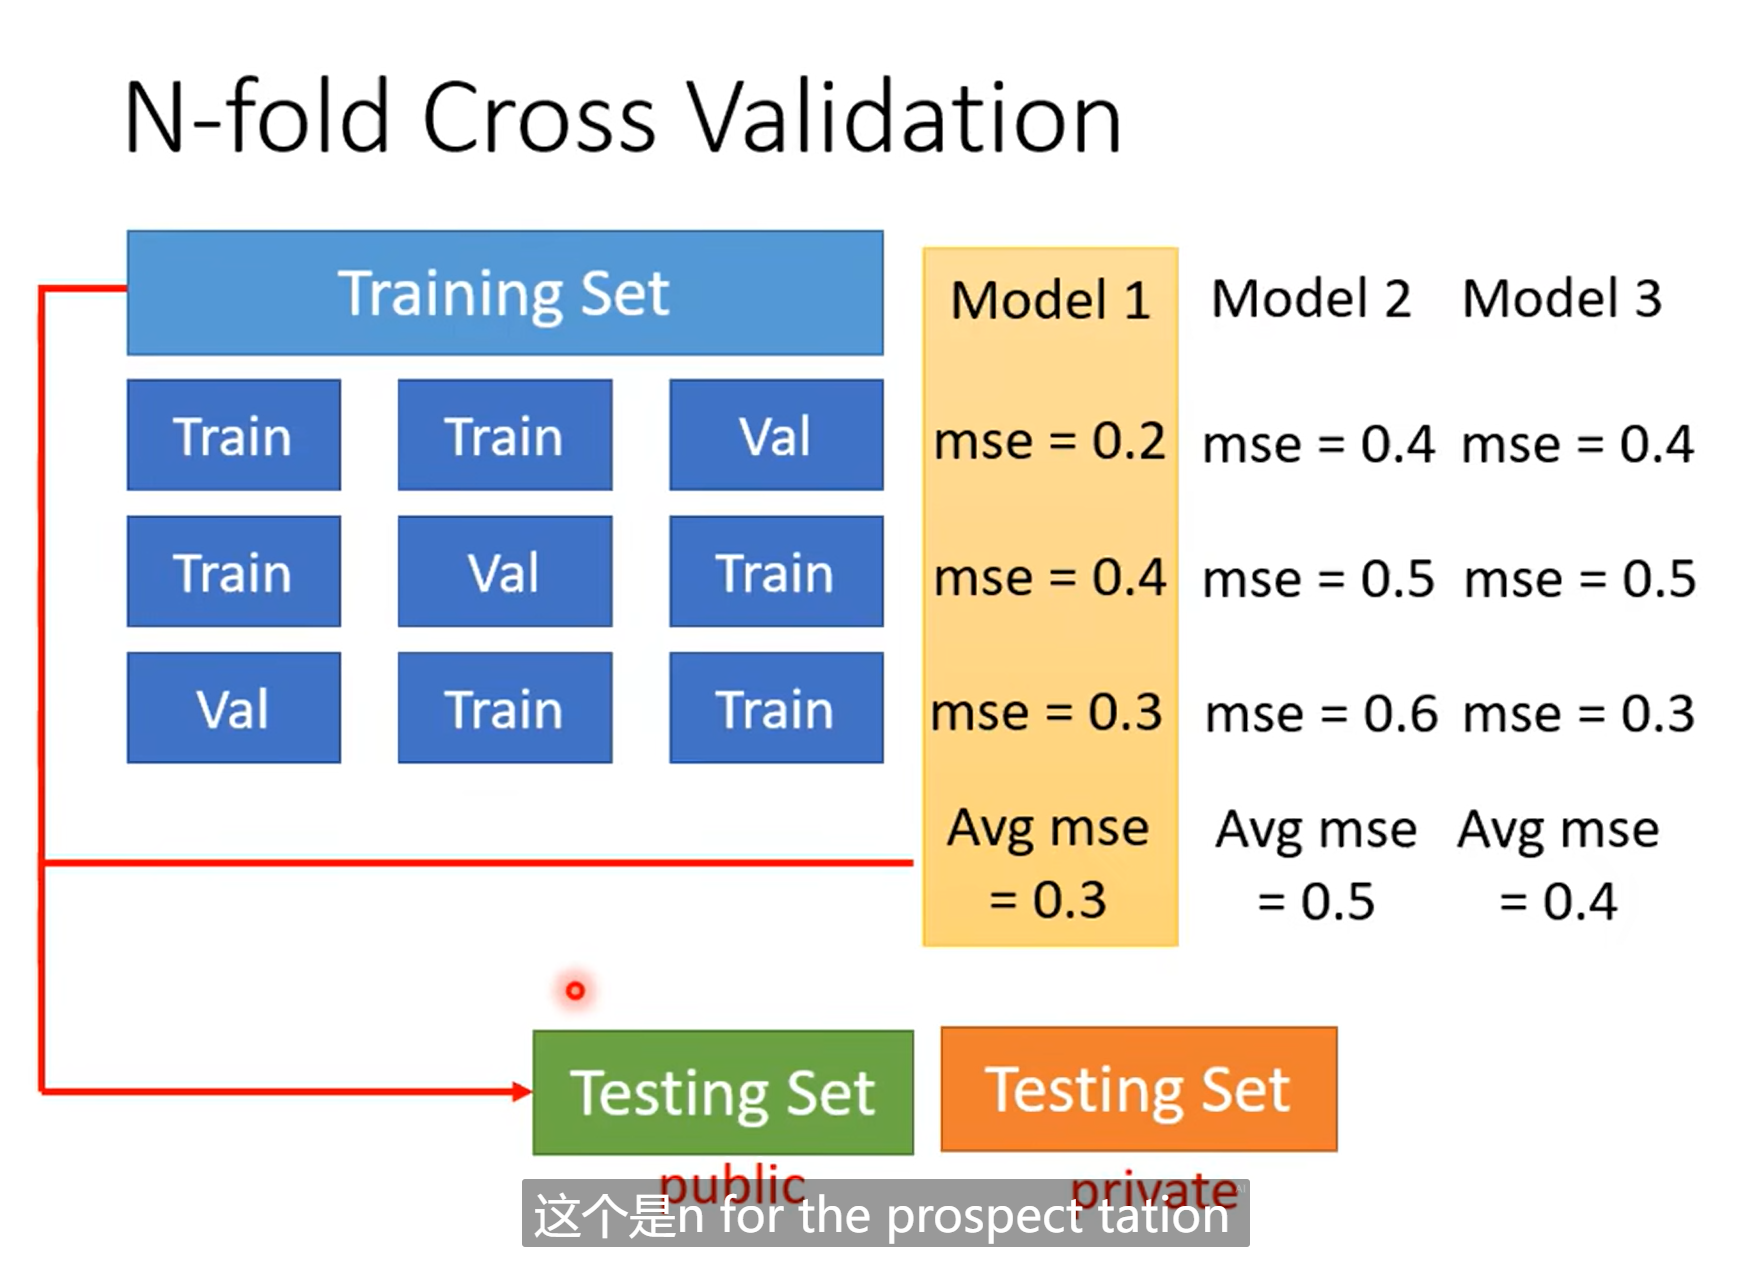 N-fold Cross Validation
Training Set
Model 1 Model 2 Model 3
Train Train Val mse = 0.2 mse = 0.4 mse = 0.4
Train Val Train mse = 0.4 mse = 0.5 mse = 0.5
Val Train Train mse = 0.3 mse = 0.6 mse = 0.3
Avg mse Avg mse Avg mse
= 0.3 = 0.5 = 0.4
Testing Set Testing Set
public private
这个是n for the prospect tation
AI